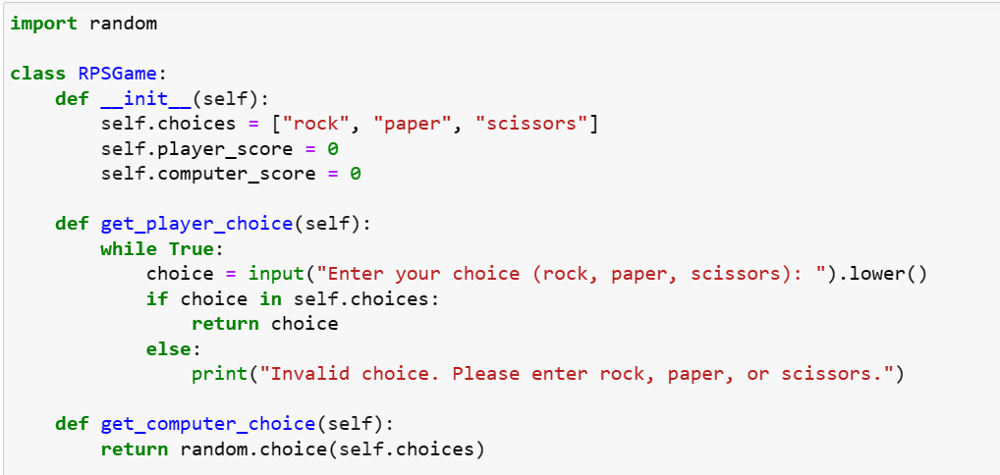 import random
class RPSGame:
    def __init__(self):
        self.choices = ["rock", "paper", "scissors"]
        self.player_score = 0
        self.computer_score = 0
    def get_player_choice(self):
        while True:
            choice = input("Enter your choice (rock, paper, scissors): ").lower()
            if choice in self.choices:
                return choice
            else:
                print("Invalid choice. Please enter rock, paper, or scissors.")
    def get_computer_choice(self):
        return random.choice(self.choices)